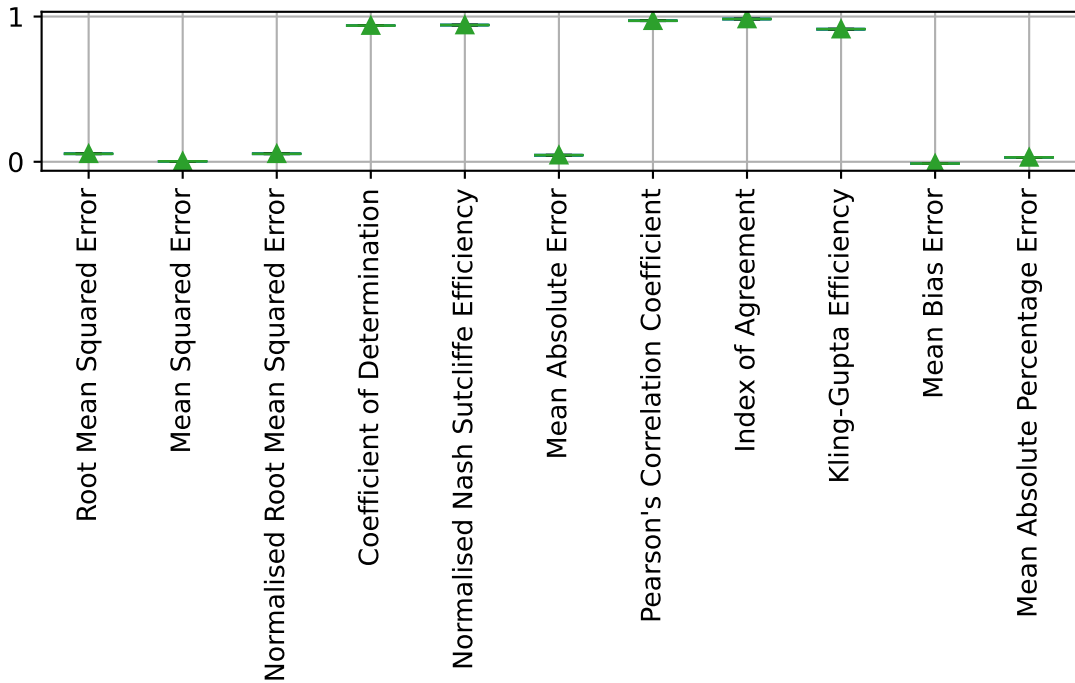 1
0
Root Mean Squared Error
Mean Squared Error
Normalised Root Mean Squared Error
Coefficient of Determination
Normalised Nash Sutcliffe Efficiency
Mean Absolute Error
Pearson's Correlation Coefficient
Index of Agreement
Kling-Gupta Efficiency
Mean Bias Error
Mean Absolute Percentage Error